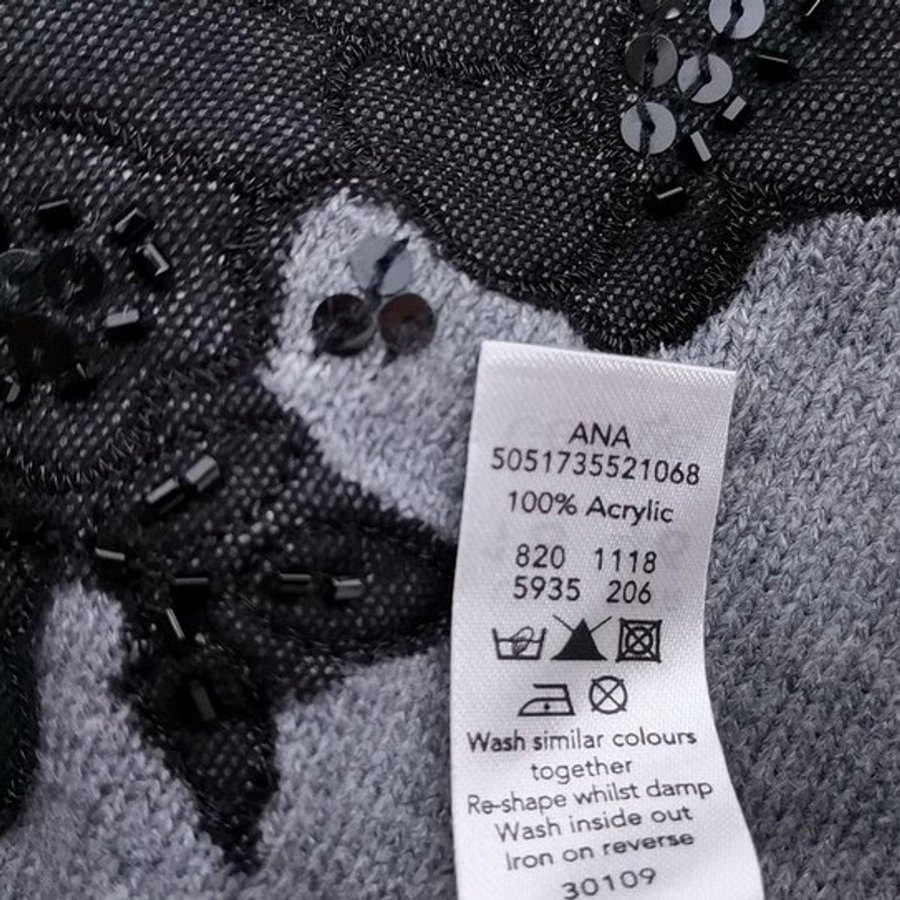 ANA
5051735521068
100% Acrylic
820 1118
5935 206
Wash similar colours
together
Re-shape whilst damp
Wash inside out
Iron on reverse
30109